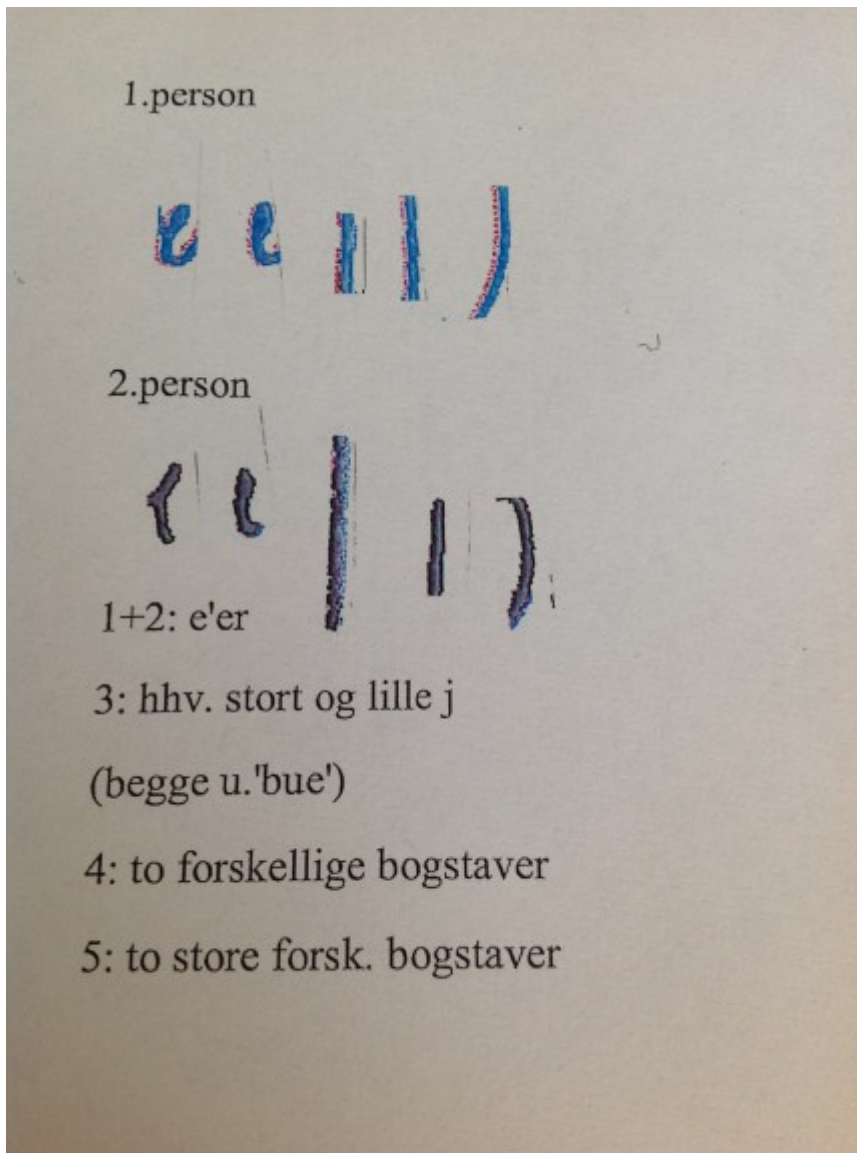 1.person
e e l l )
2.person
1+2: e'er
3: hhv. stort og lille j
(begge u.'bue')
4: to forskellige bogstaver
5: to store forsk. bogstaver